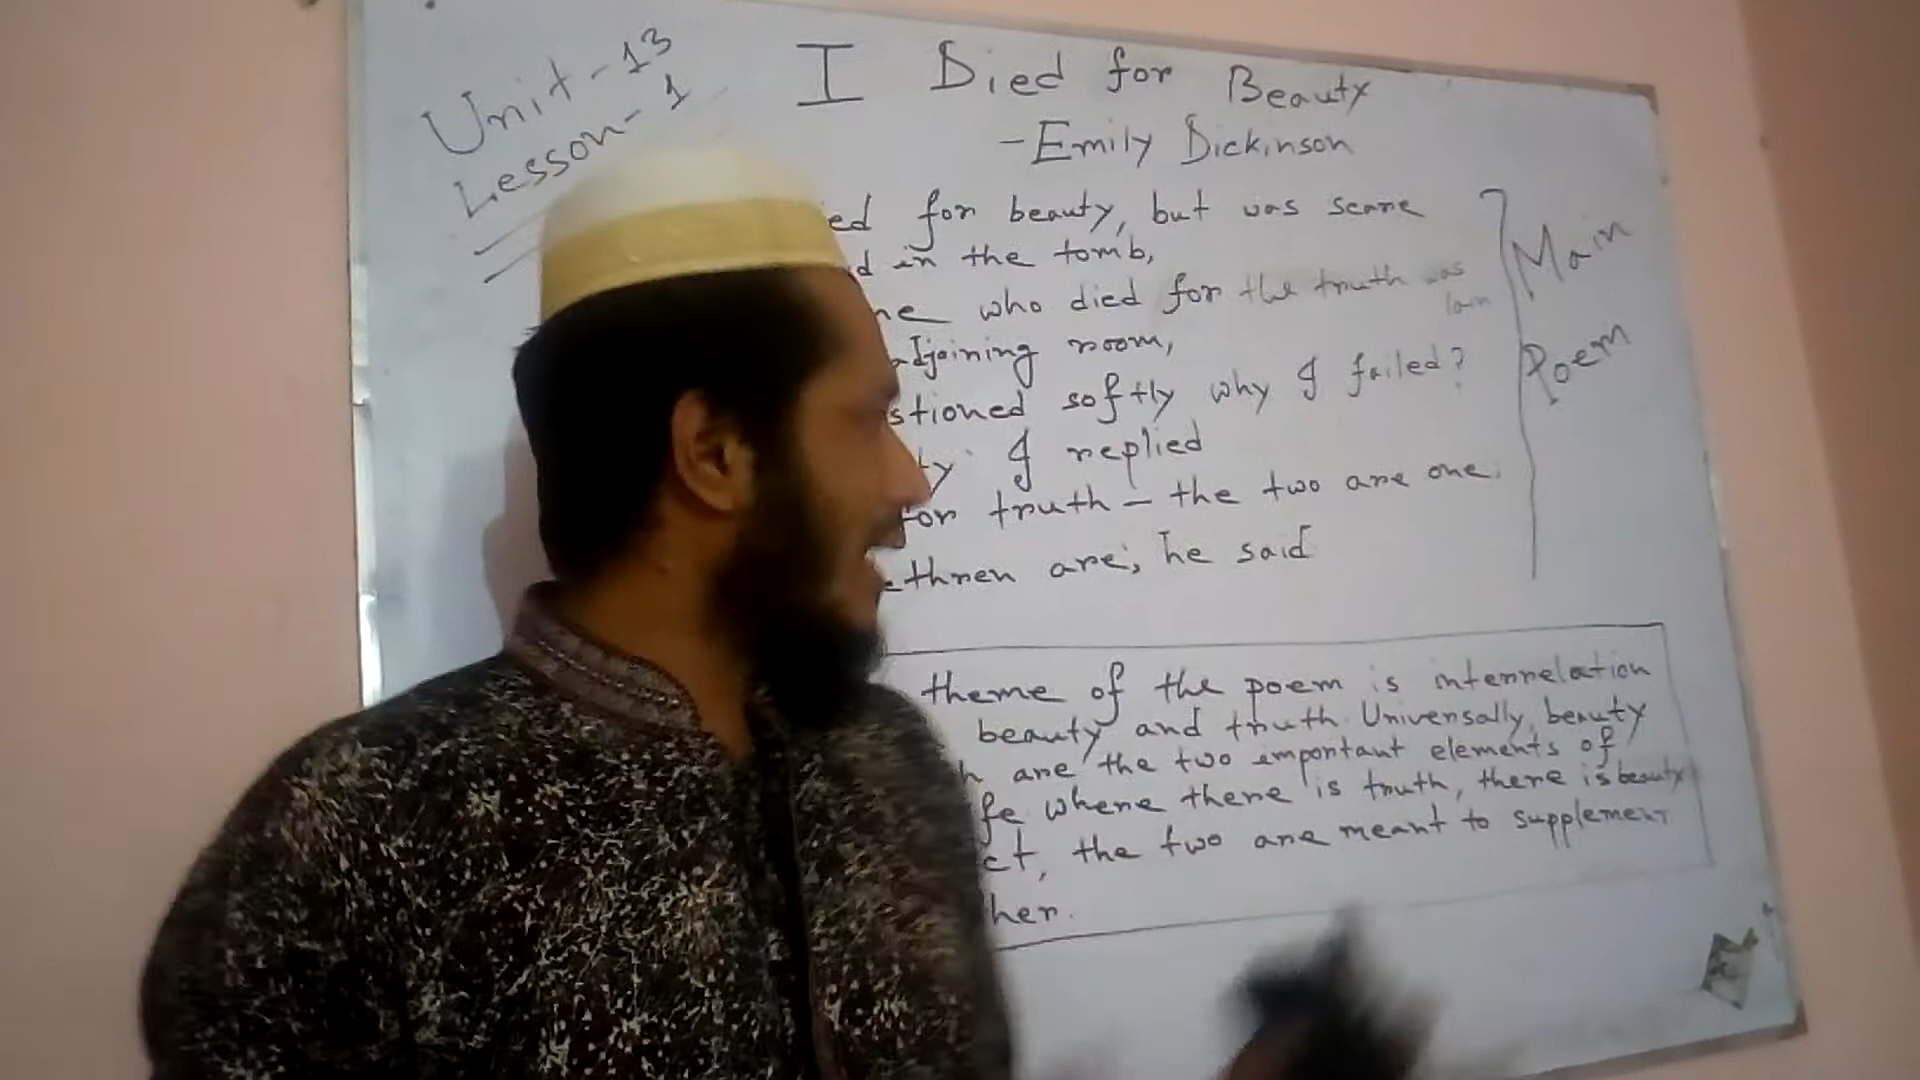 Unit-13
Lesson-1
I Died for Beauty
-Emily Dickinson
ed for beauty, but was scarce
d in the tomb,
ne who died for the truth was
lain
adjoining room,
stioned softly why I failed?
ty I replied
for truth - the two are one.
ethren are, he said
Main
Poem
theme of the poem is interrelation
beauty and truth. Universally, beauty
h are the two important elements of
fe where there is truth, there is beauty
ct, the two are meant to supplement
her.